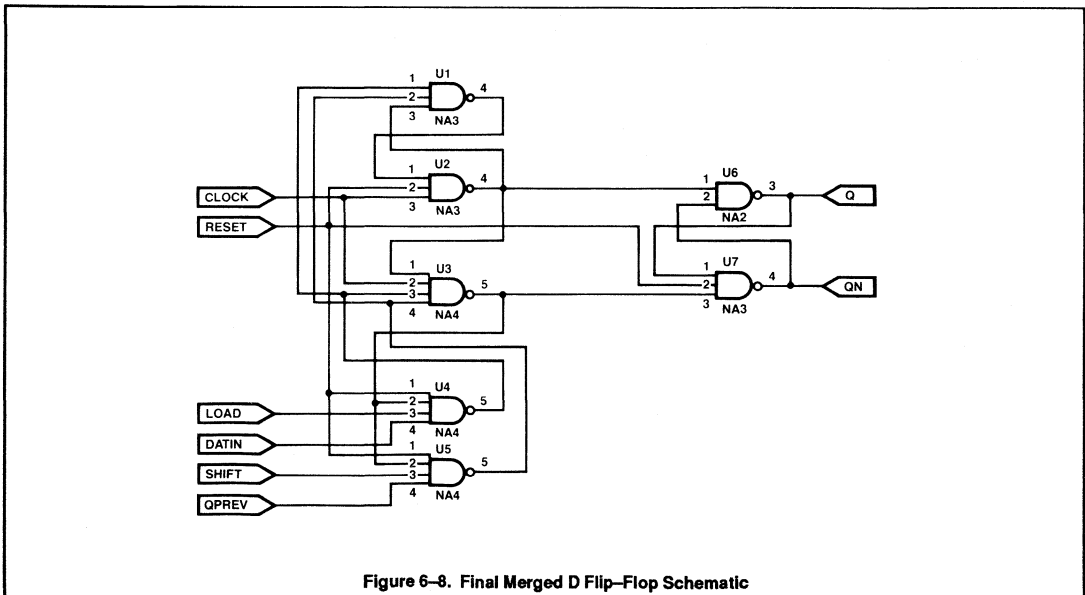 U1
1
4
2
3
NA3
U2
1
4
2
3
NA3
CLOCK
RESET
U3
1
2
5
3
4
NA4
U4
1
2
5
3
4
NA4
LOAD
DATIN
U5
1
2
5
3
4
NA4
SHIFT
QPREV
U6
1
3
2
NA2
Q
U7
1
2
4
3
NA3
QN
Figure 6–8. Final Merged D Flip–Flop Schematic